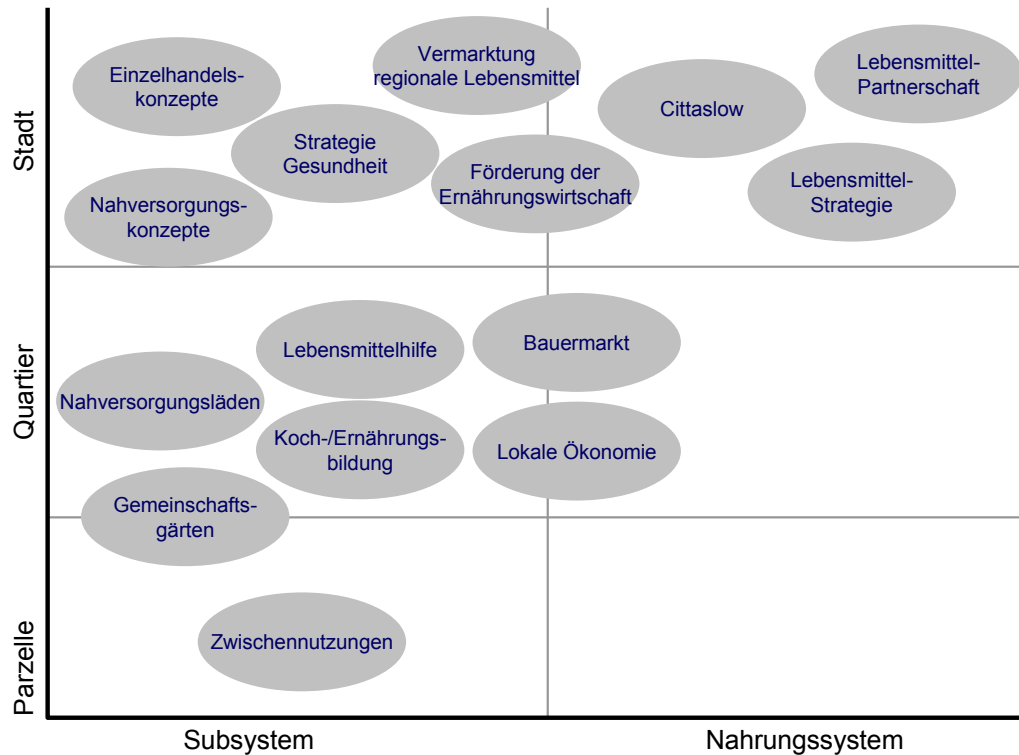 Stadt
Einzelhandels-
konzepte
Vermarktung
regionale Lebensmittel
Cittaslow
Lebensmittel-
Partnerschaft
Strategie
Gesundheit
Nahversorgungs-
konzepte
Förderung der
Ernährungswirtschaft
Lebensmittel-
Strategie
Quartier
Lebensmittelhilfe
Bauermarkt
Nahversorgungsläden
Koch-/Ernährungs-
bildung
Lokale Ökonomie
Gemeinschafts-
gärten
Parzelle
Zwischennutzungen
Subsystem
Nahrungssystem